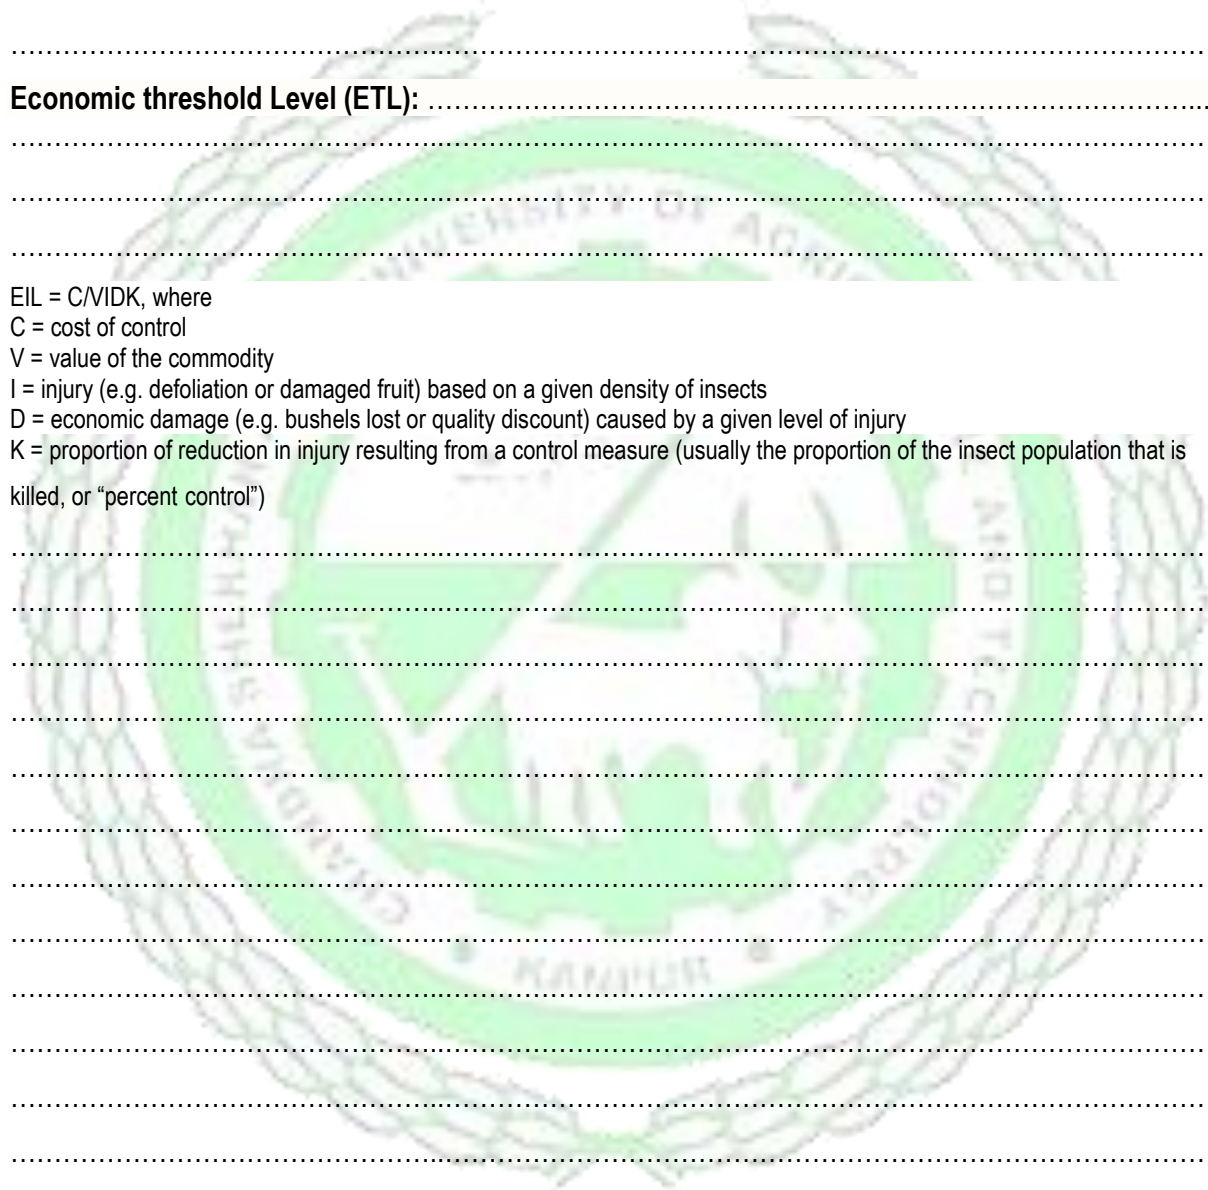 ……………………………………………………………………………………………………………………
Economic threshold Level (ETL): …………………………………………………………………………...
……………………………………………………………………………………………………………………
……………………………………………………………………………………………………………………
……………………………………………………………………………………………………………………
EIL = C/VIDK, where
C = cost of control
V = value of the commodity
I = injury (e.g. defoliation or damaged fruit) based on a given density of insects
D = economic damage (e.g. bushels lost or quality discount) caused by a given level of injury
K = proportion of reduction in injury resulting from a control measure (usually the proportion of the insect population that is
killed, or “percent control”)
……………………………………………………………………………………………………………………
……………………………………………………………………………………………………………………
……………………………………………………………………………………………………………………
……………………………………………………………………………………………………………………
……………………………………………………………………………………………………………………
……………………………………………………………………………………………………………………
……………………………………………………………………………………………………………………
……………………………………………………………………………………………………………………
……………………………………………………………………………………………………………………
……………………………………………………………………………………………………………………
……………………………………………………………………………………………………………………
……………………………………………………………………………………………………………………
KANPUR